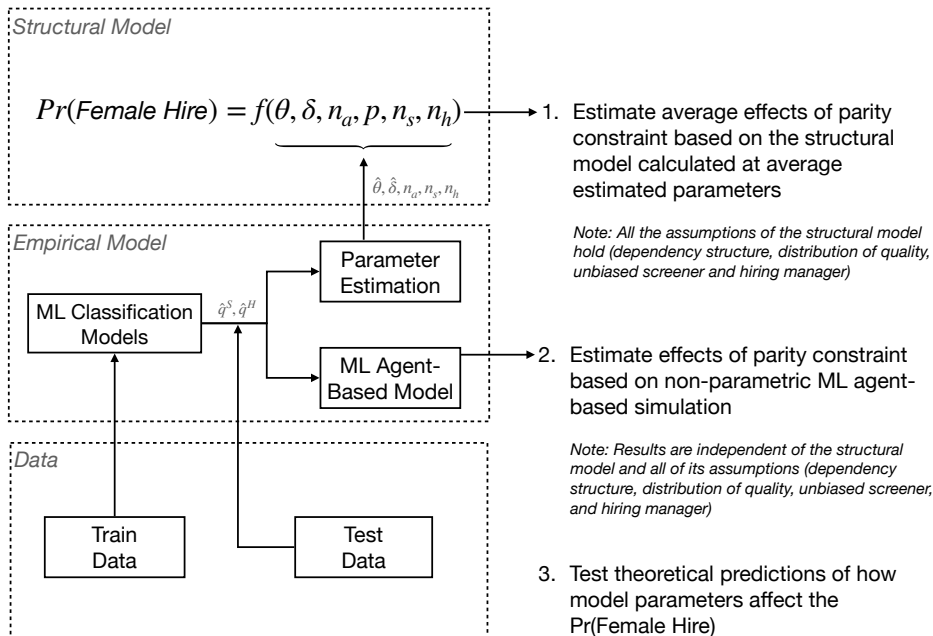 Structural Model
Pr(Female Hire) = f(θ, δ, n_a, p, n_s, n_h)
θ̂, δ̂, n_a, n_s, n_h
Empirical Model
Parameter
Estimation
ML Classification
Models
q̂^S, q̂^H
ML Agent-
Based Model
Data
Train
Data
Test
Data
1. Estimate average effects of parity
constraint based on the structural
model calculated at average
estimated parameters
Note: All the assumptions of the structural model
hold (dependency structure, distribution of quality,
unbiased screener and hiring manager)
2. Estimate effects of parity constraint
based on non-parametric ML agent-
based simulation
Note: Results are independent of the structural
model and all of its assumptions (dependency
structure, distribution of quality, unbiased screener,
and hiring manager)
3. Test theoretical predictions of how
model parameters affect the
Pr(Female Hire)